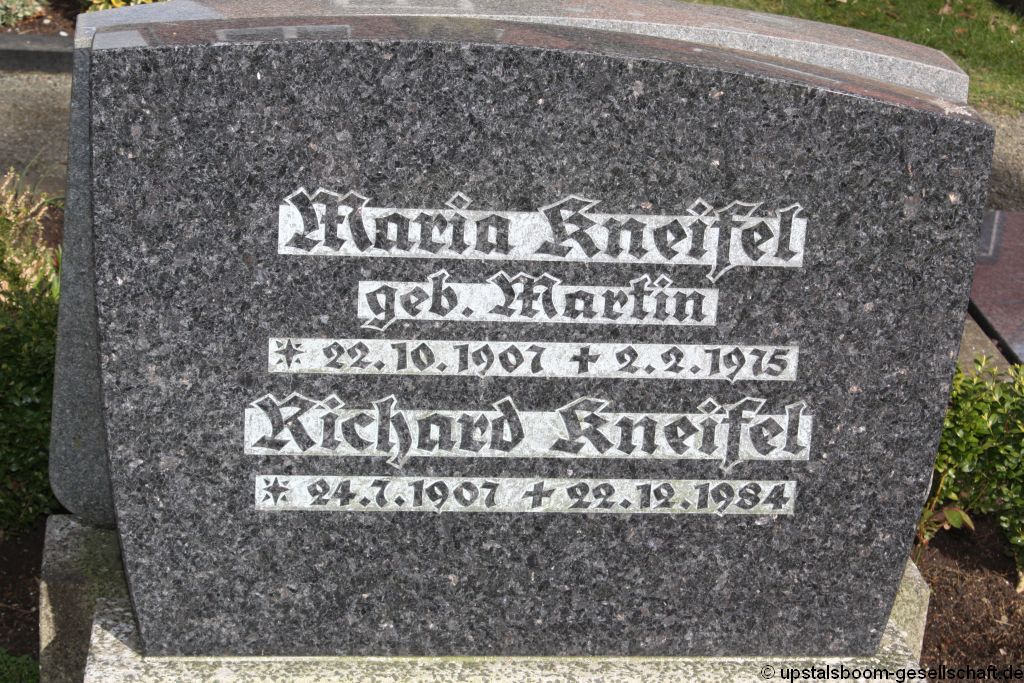 Maria Kneifel
geb. Martin
* 22.10.1907 + 2.2.1975
Richard Kneifel
* 24.7.1907 + 22.12.1984
© upstalsboom-gesellschaft.de